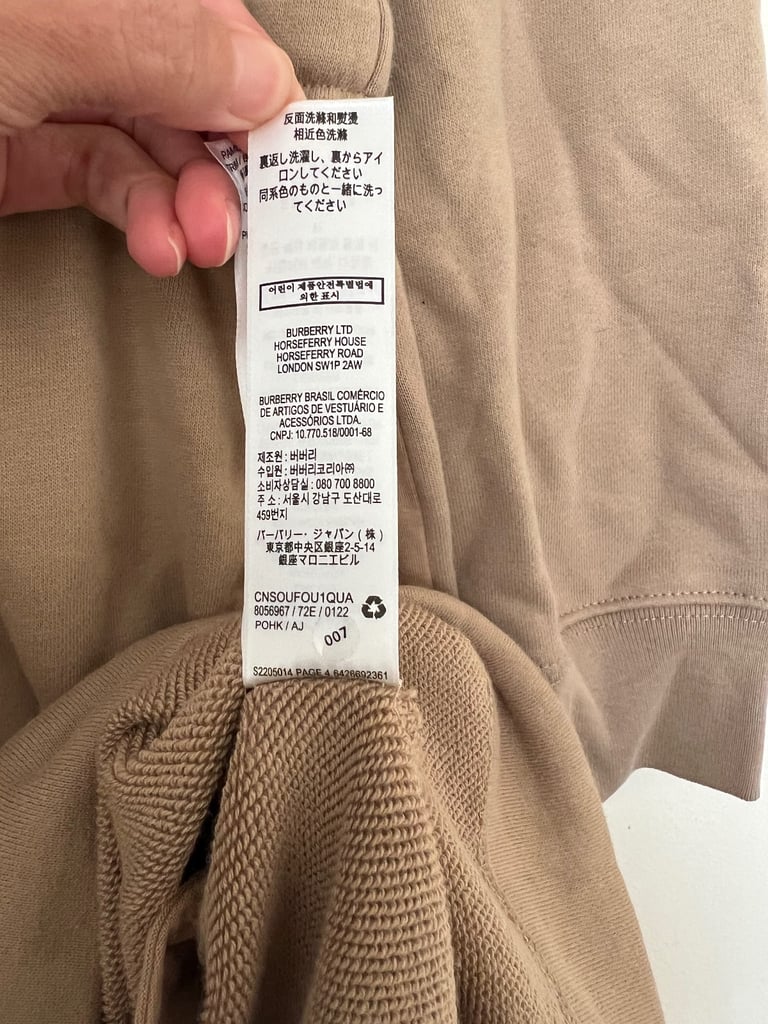 反面洗滌和熨燙
相近色洗滌
裏返し洗濯し、裏からアイ
ロンしてください
同系色のものと一緒に洗っ
てください
어린이 제품안전특별법에
의한 표시
BURBERRY LTD
HORSEFERRY HOUSE
HORSEFERRY ROAD
LONDON SW1P 2AW
BURBERRY BRASIL COMÉRCIO
DE ARTIGOS DE VESTUÁRIO E
ACESSÓRIOS LTDA.
CNPJ: 10.770.518/0001-68
제조원 : 버버리
수입원 : 버버리코리아㈜
소비자상담실 : 080 700 8800
주 소 : 서울시 강남구 도산대로
459번지
バーバリー・ジャパン（株）
東京都中央区銀座2-5-14
銀座マロニエビル
CNSOUFOU1QUA
8056967 / 72E / 0122
POHK / AJ
007
S2205014 PAGE 4 6426692361